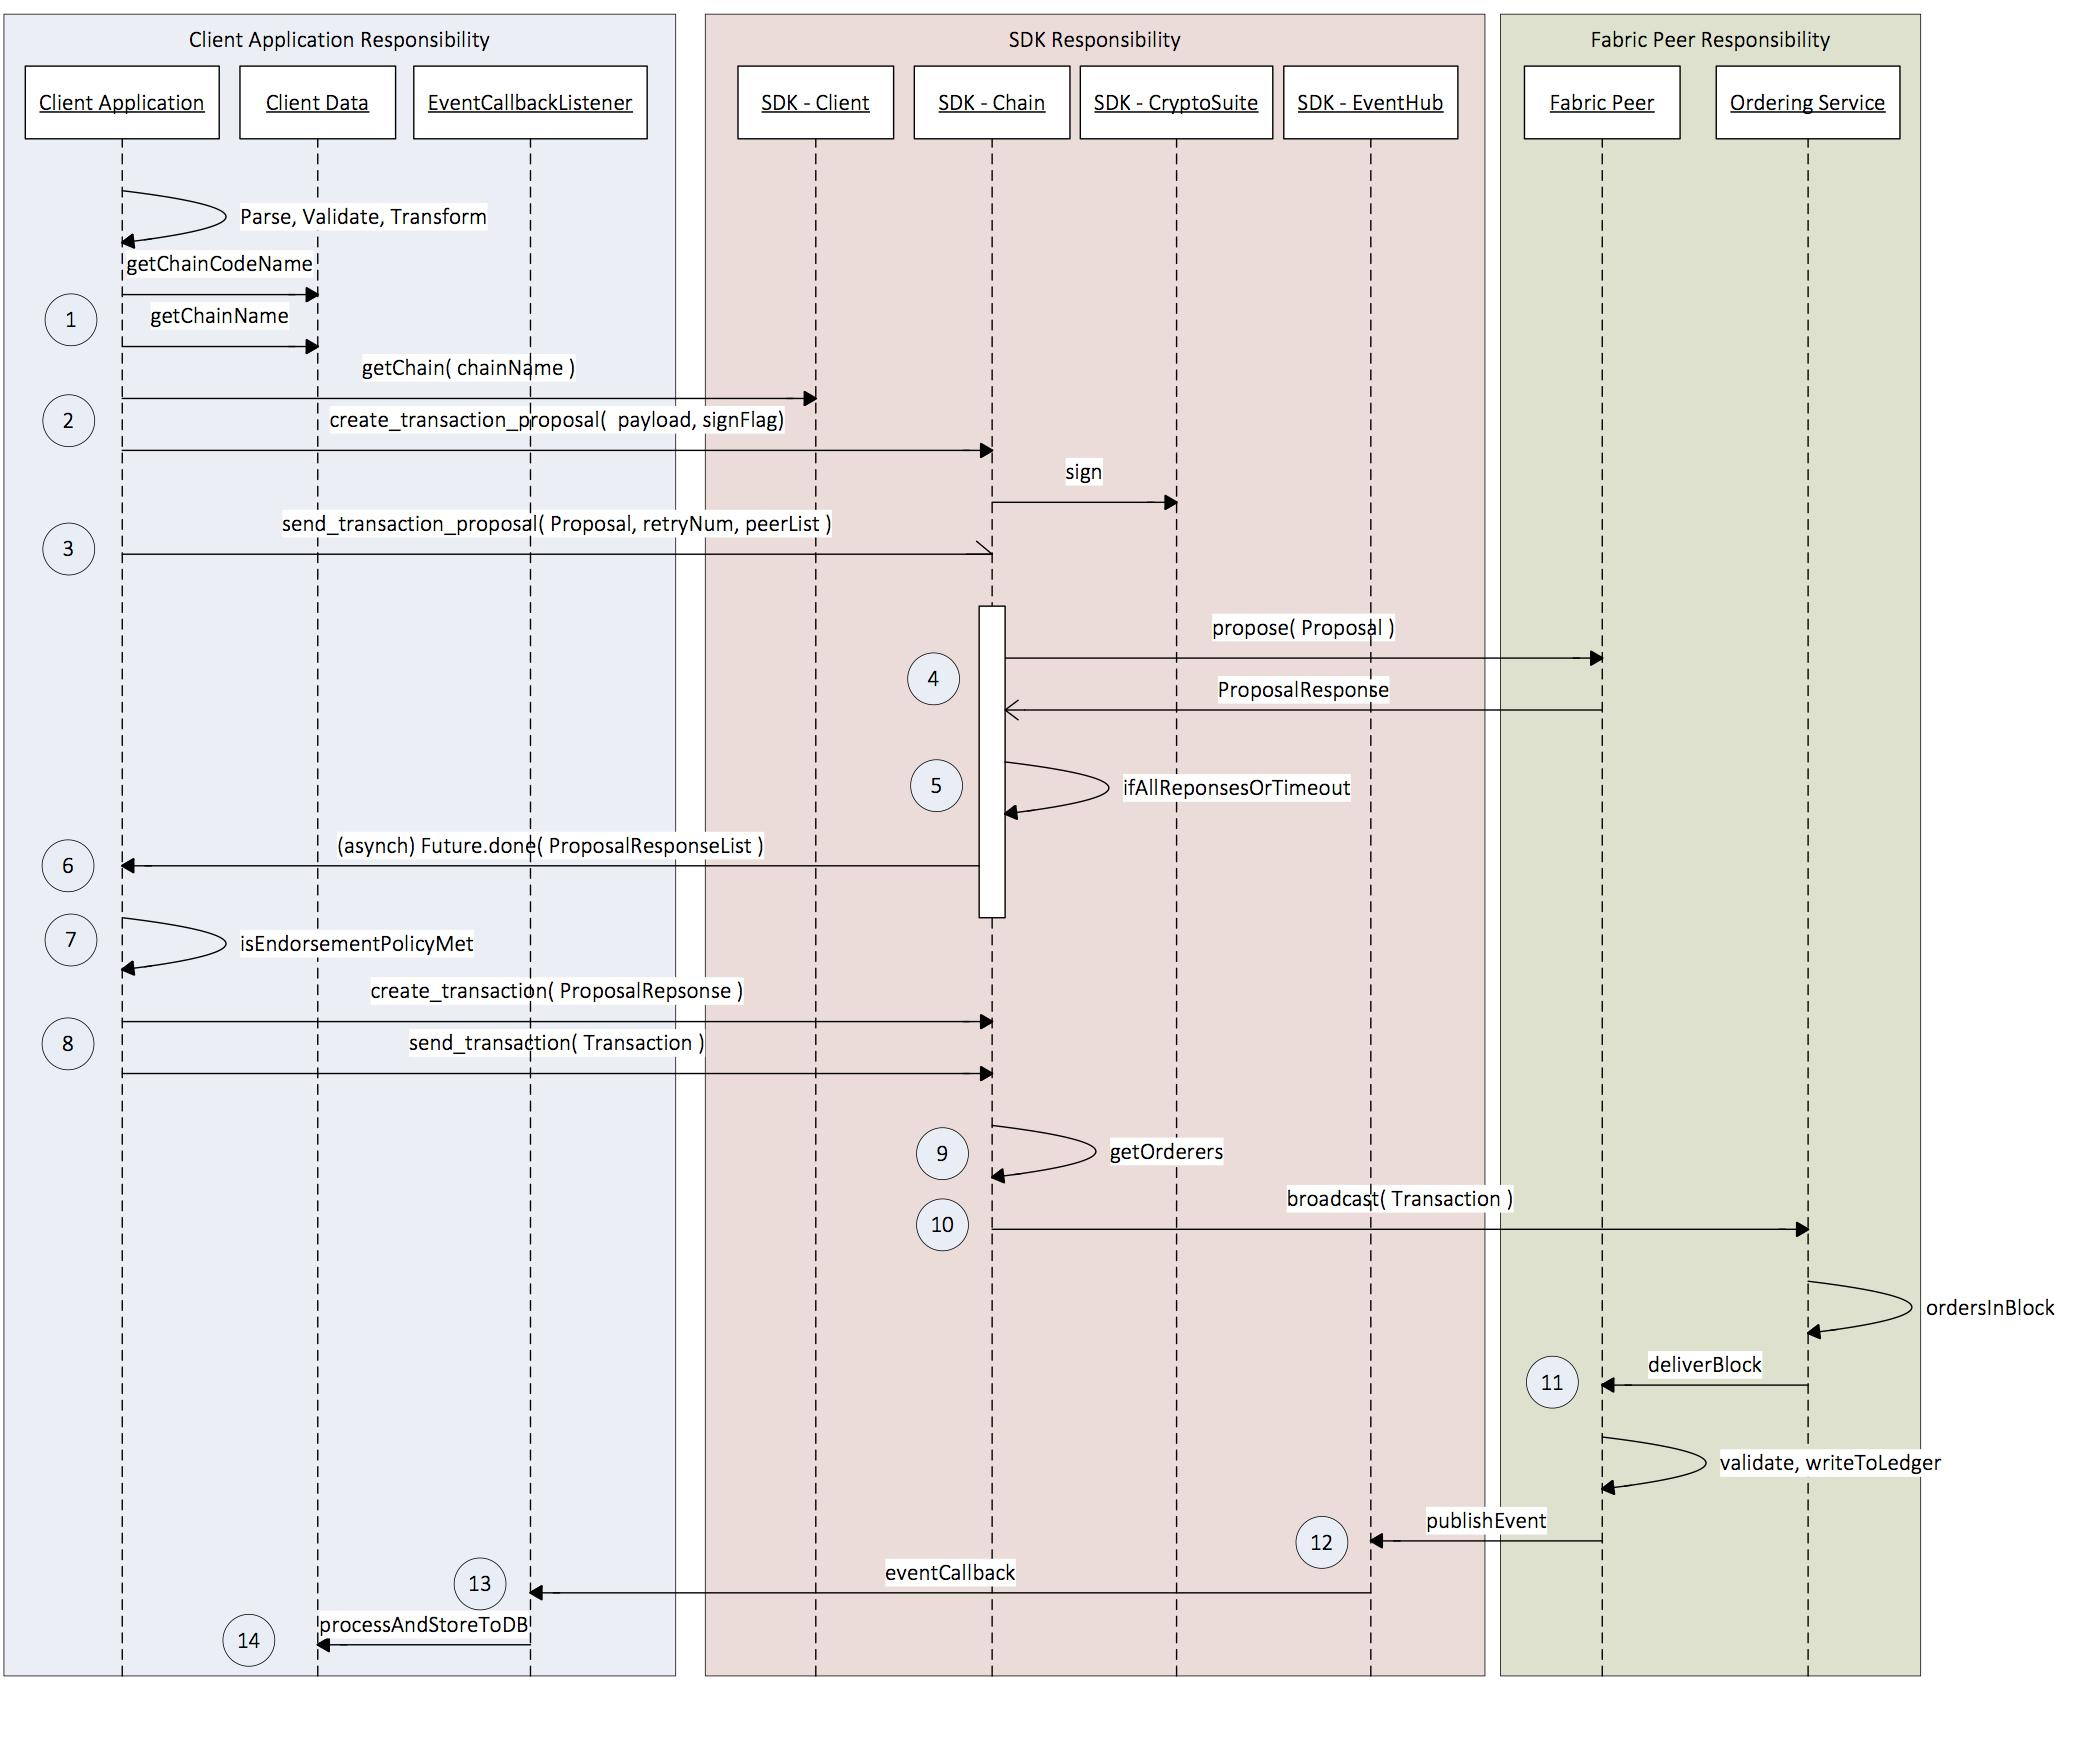 Client Application Responsibility
SDK Responsibility
Fabric Peer Responsibility
Client Application
Client Data
EventCallbackListener
SDK - Client
SDK - Chain
SDK - CryptoSuite
SDK - EventHub
Fabric Peer
Ordering Service
Parse, Validate, Transform
getChainCodeName
1
getChainName
getChain( chainName )
2
create_transaction_proposal(  payload, signFlag)
sign
send_transaction_proposal( Proposal, retryNum, peerList )
3
propose( Proposal )
4
ProposalResponse
5
ifAllReponsesOrTimeout
(asynch) Future.done( ProposalResponseList )
6
7
isEndorsementPolicyMet
create_transaction( ProposalRepsonse )
8
send_transaction( Transaction )
9
getOrderers
broadcast( Transaction )
10
ordersInBlock
deliverBlock
11
validate, writeToLedger
publishEvent
12
eventCallback
13
processAndStoreToDB
14